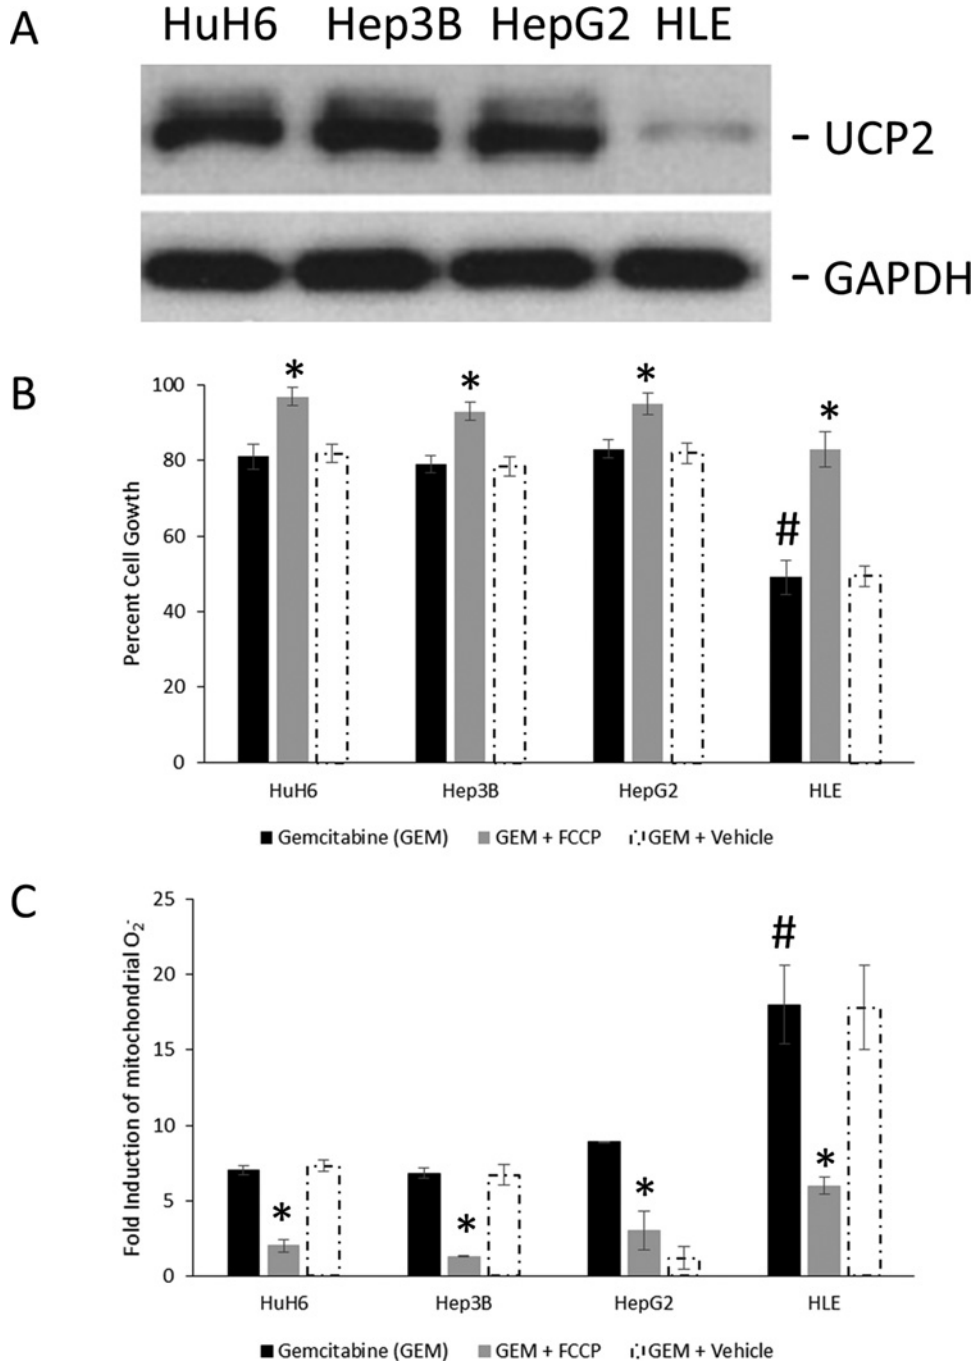 A
HuH6 Hep3B HepG2 HLE
- UCP2
- GAPDH
B
Percent Cell Gowth
100
80
60
40
20
0
* * * # *
HuH6 Hep3B HepG2 HLE
Gemcitabine (GEM) GEM + FCCP GEM + Vehicle
C
Fold Induction of mitochondrial O₂⁻
25
20
15
10
5
0
* * * # *
HuH6 Hep3B HepG2 HLE
Gemcitabine (GEM) GEM + FCCP GEM + Vehicle